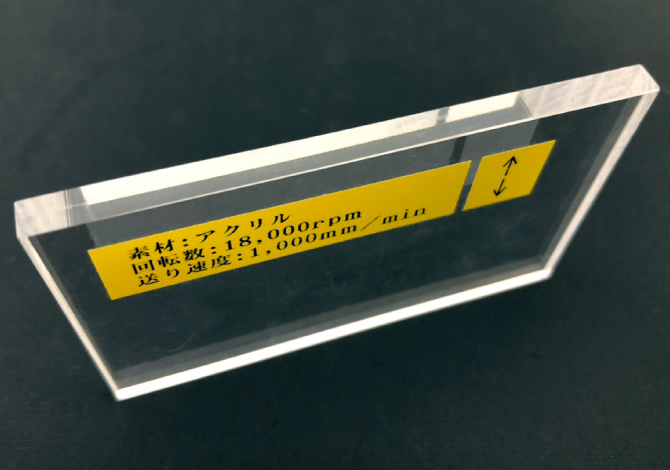 素材:アクリル
回転数:18,000rpm
送り速度:1,000mm/min
↑
↓